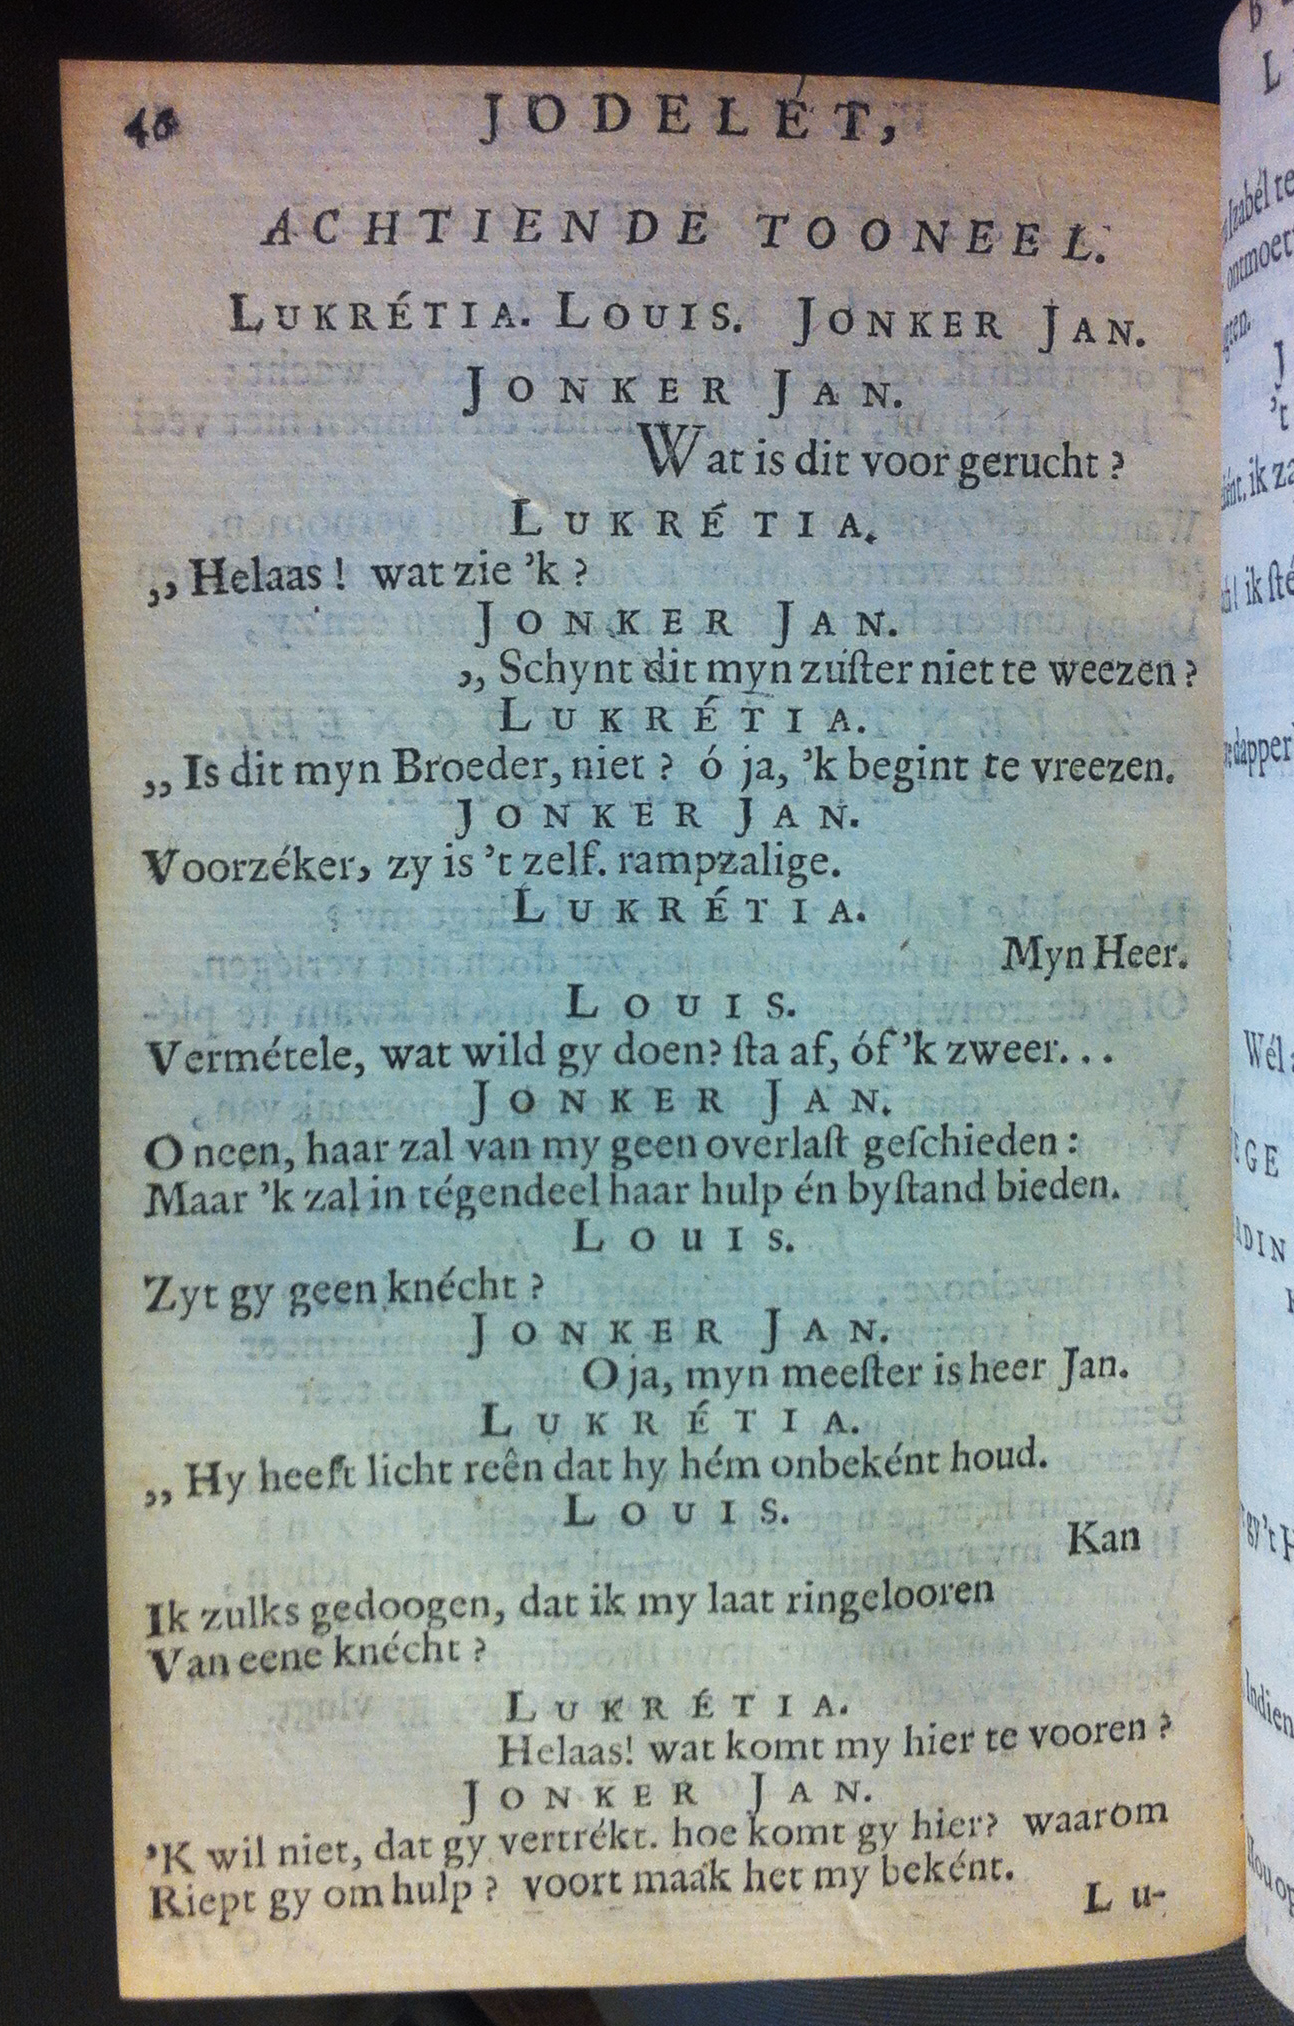 40
JODELÉT,
ACHTIENDE TOONEEL.
LUKRÉTIA. LOUIS. JONKER JAN.
JONKER JAN.
Wat is dit voor gerucht?
LUKRÉTIA.
„Helaas! wat zie 'k?
JONKER JAN.
„Schynt dit myn zuſter niet te weezen?
LUKRÉTIA.
„Is dit myn Broeder, niet? ó ja, 'k begint te vreezen.
JONKER JAN.
Voorzéker, zy is 't zelf. rampzalige.
LUKRÉTIA.
Myn Heer.
LOUIS.
Vermétele, wat wild gy doen? ſta af, óf 'k zweer...
JONKER JAN.
O neen, haar zal van my geen overlaſt geſchieden:
Maar 'k zal in tégendeel haar hulp én byſtand bieden.
LOUIS.
Zyt gy geen knécht?
JONKER JAN.
O ja, myn meeſter is heer Jan.
LUKRÉTIA.
„Hy heeft licht reên dat hy hém onbeként houd.
LOUIS.
Kan
Ik zulks gedoogen, dat ik my laat ringelooren
Van eene knécht?
LUKRÉTIA.
Helaas! wat komt my hier te vooren?
JONKER JAN.
'K wil niet, dat gy vertrékt. hoe komt gy hier? waarom
Riept gy om hulp? voort maak het my beként.
Lu-